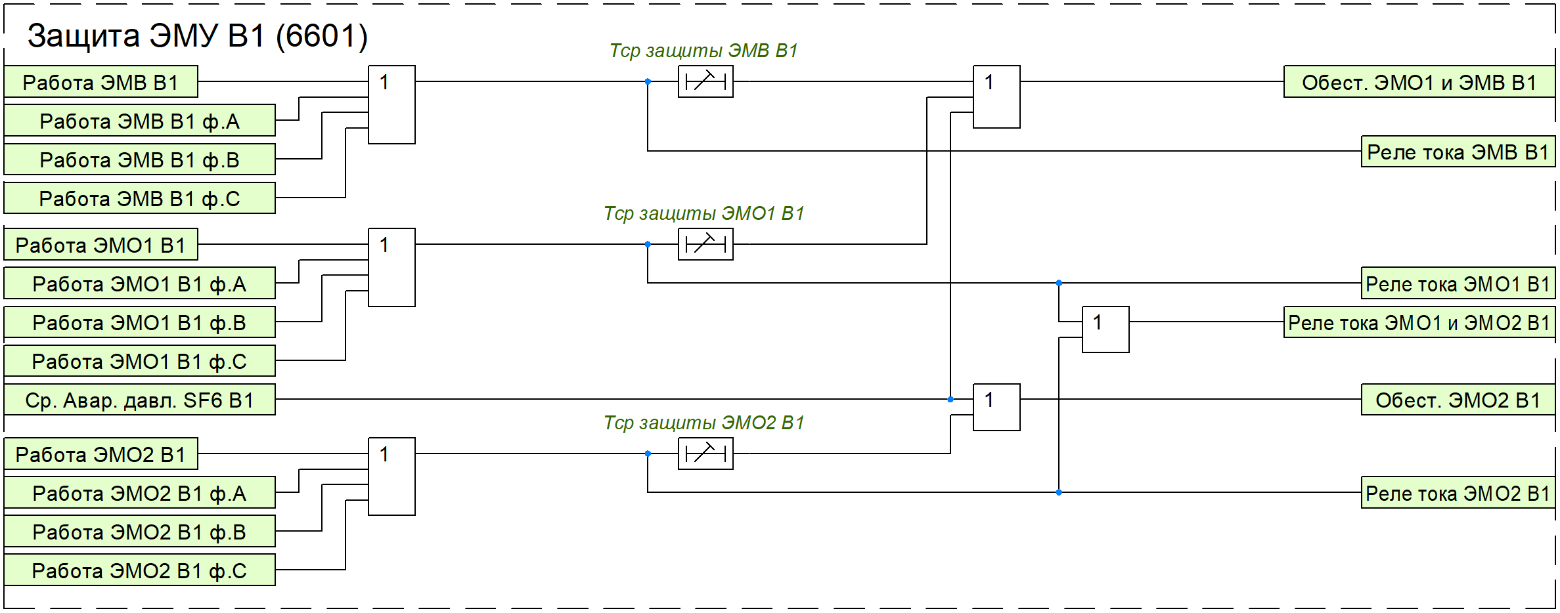 Защита ЭМУ В1 (6601)
Тср защиты ЭМВ В1
Работа ЭМВ В1
1
1
Обест. ЭМО1 и ЭМВ В1
Работа ЭМВ В1 ф.А
Работа ЭМВ В1 ф.В
Реле тока ЭМВ В1
Работа ЭМВ В1 ф.С
Тср защиты ЭМО1 В1
Работа ЭМО1 В1
1
Работа ЭМО1 В1 ф.А
Реле тока ЭМО1 В1
Работа ЭМО1 В1 ф.В
1
Реле тока ЭМО1 и ЭМО2 В1
Работа ЭМО1 В1 ф.С
Ср. Авар. давл. SF6 В1
1
Обест. ЭМО2 В1
Тср защиты ЭМО2 В1
Работа ЭМО2 В1
1
Работа ЭМО2 В1 ф.А
Реле тока ЭМО2 В1
Работа ЭМО2 В1 ф.В
Работа ЭМО2 В1 ф.С